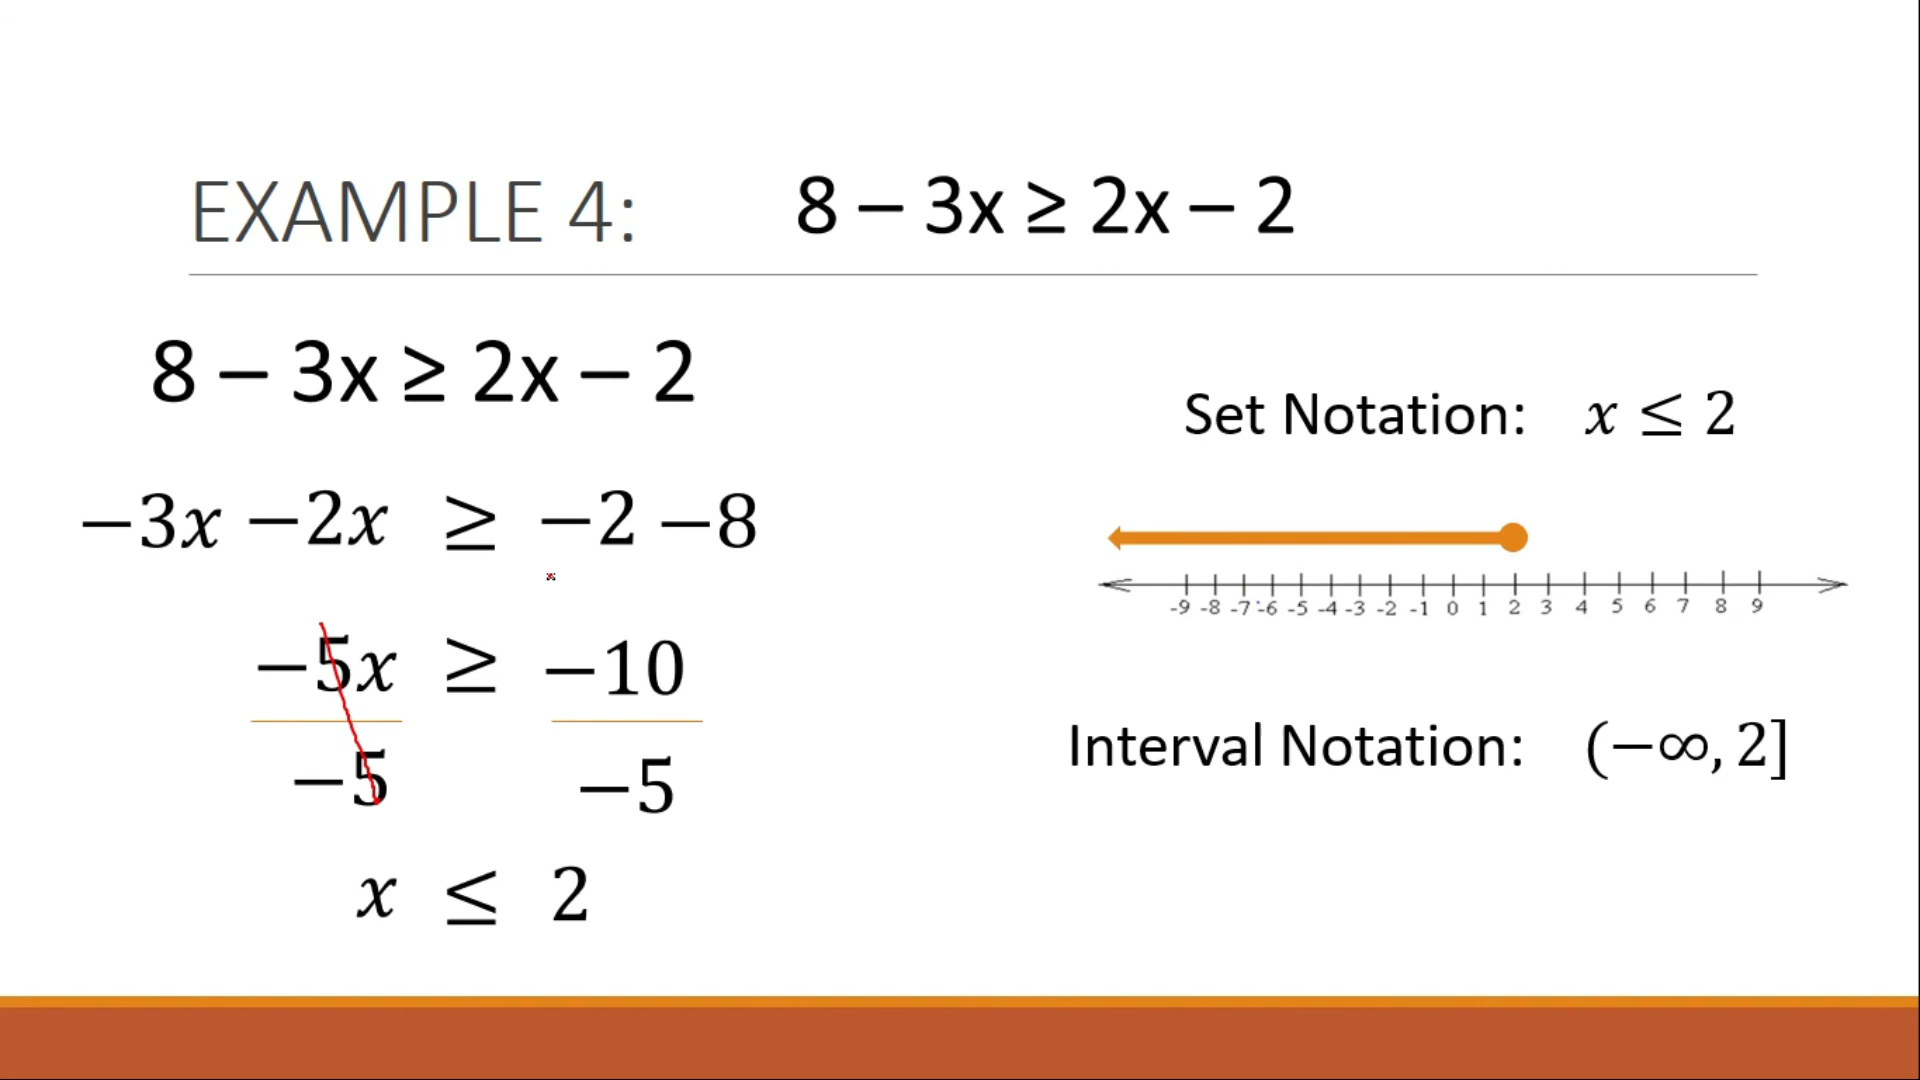 EXAMPLE 4: 8 – 3x ≥ 2x – 2
8 – 3x ≥ 2x – 2
−3x −2x ≥ −2 −8
−5x ≥ −10
−5 −5
x ≤ 2
Set Notation: x ≤ 2
-9 -8 -7 -6 -5 -4 -3 -2 -1 0 1 2 3 4 5 6 7 8 9
Interval Notation: (−∞, 2]